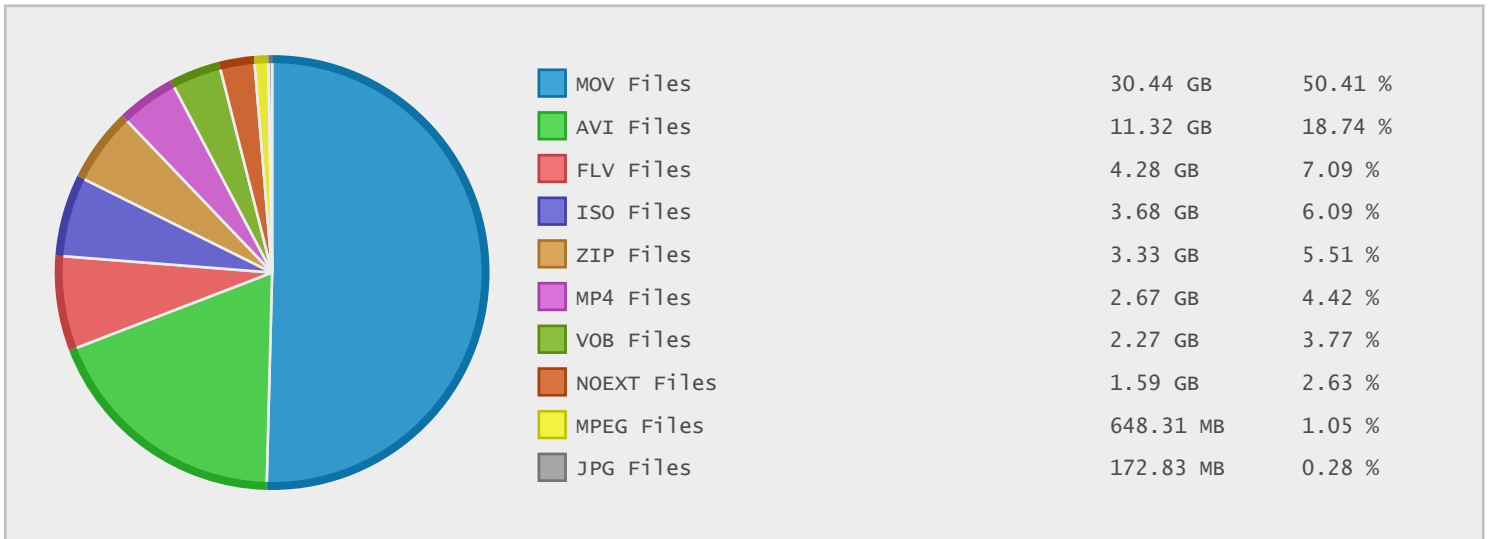 MOV Files 30.44 GB 50.41 %
AVI Files 11.32 GB 18.74 %
FLV Files 4.28 GB 7.09 %
ISO Files 3.68 GB 6.09 %
ZIP Files 3.33 GB 5.51 %
MP4 Files 2.67 GB 4.42 %
VOB Files 2.27 GB 3.77 %
NOEXT Files 1.59 GB 2.63 %
MPEG Files 648.31 MB 1.05 %
JPG Files 172.83 MB 0.28 %